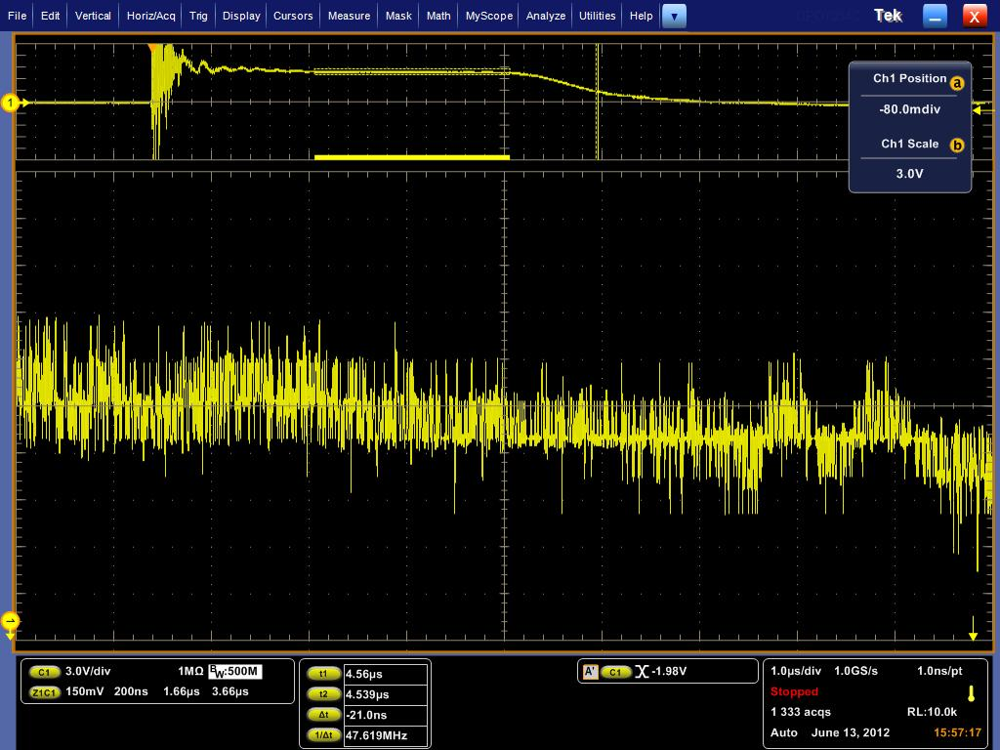 File Edit Vertical Horiz/Acq Trig Display Cursors Measure Mask Math MyScope Analyze Utilities Help Tek X
Ch1 Position a
-80.0mdiv
Ch1 Scale b
3.0V
1
1
C1 3.0V/div 1MΩ BW:500M
Z1C1 150mV 200ns 1.66µs 3.66µs
t1 4.56µs
t2 4.539µs
Δt -21.0ns
1/Δt 47.619MHz
A' C1 -1.98V
1.0µs/div 1.0GS/s 1.0ns/pt
Stopped
1 333 acqs RL:10.0k
Auto June 13, 2012 15:57:17